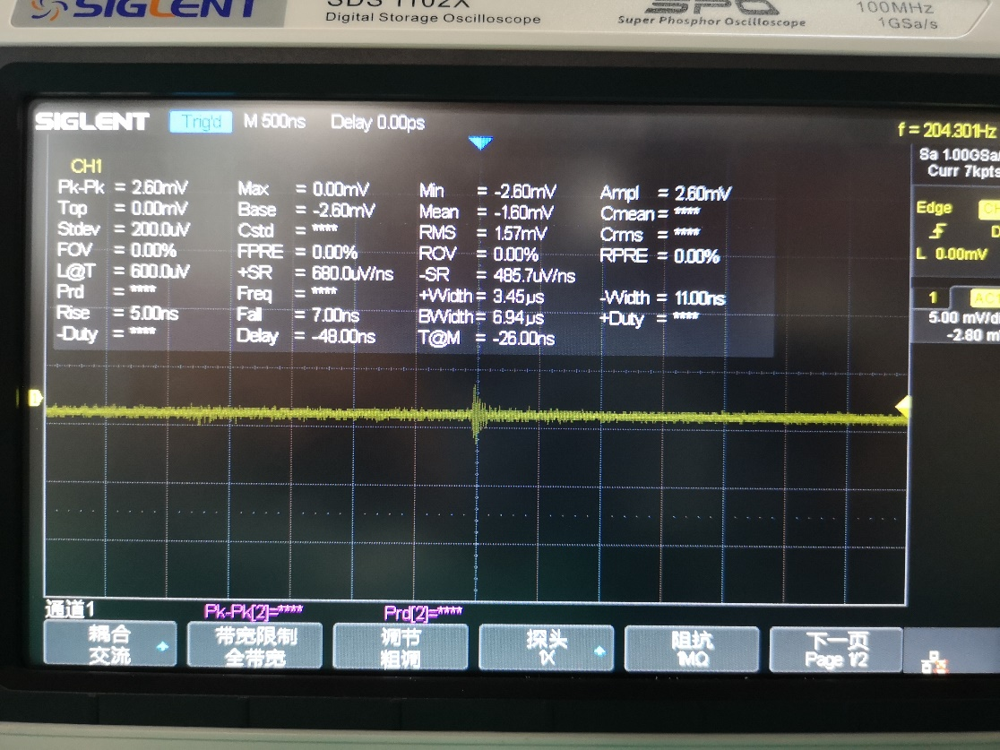 SIGLENT
SDS 1102X
Digital Storage Oscilloscope
SPO
Super Phosphor Oscilloscope
100MHz
1GSa/s
SIGLENT Trig'd M 500ns Delay 0.00ps
f = 204.301Hz
Sa 1.00GSa/
Curr 7kpts
Edge
L 0.00mV
1
5.00 mV/di
-2.80 m
CH1
Pk-Pk = 2.60mV Max = 0.00mV Min = -2.60mV Ampl = 2.60mV
Top = 0.00mV Base = -2.60mV Mean = -1.60mV Cmean = ****
Stdev = 200.0uV Cstd = **** RMS = 1.57mV Crms = ****
FOV = 0.00% FPRE = 0.00% ROV = 0.00% RPRE = 0.00%
L@T = 600.0uV +SR = 680.0uV/ns -SR = 485.7uV/ns
Prd = **** Freq = **** +Width = 3.45μs -Width = 11.00ns
Rise = 5.00ns Fall = 7.00ns BWidth = 6.94μs +Duty = ****
-Duty = **** Delay = -48.00ns T@M = -26.00ns
通道1
Pk-Pk[2]=**** Prd[2]=****
耦合 带宽限制 调节 探头 阻抗 下一页
交流 全带宽 粗调 1X 1MΩ Page 1/2